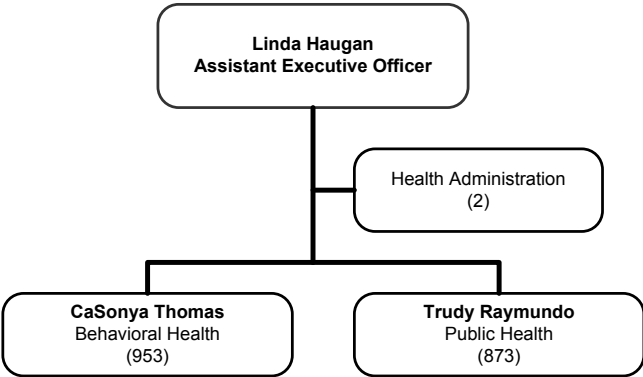 Linda Haugan
Assistant Executive Officer
Health Administration
(2)
CaSonya Thomas
Behavioral Health
(953)
Trudy Raymundo
Public Health
(873)